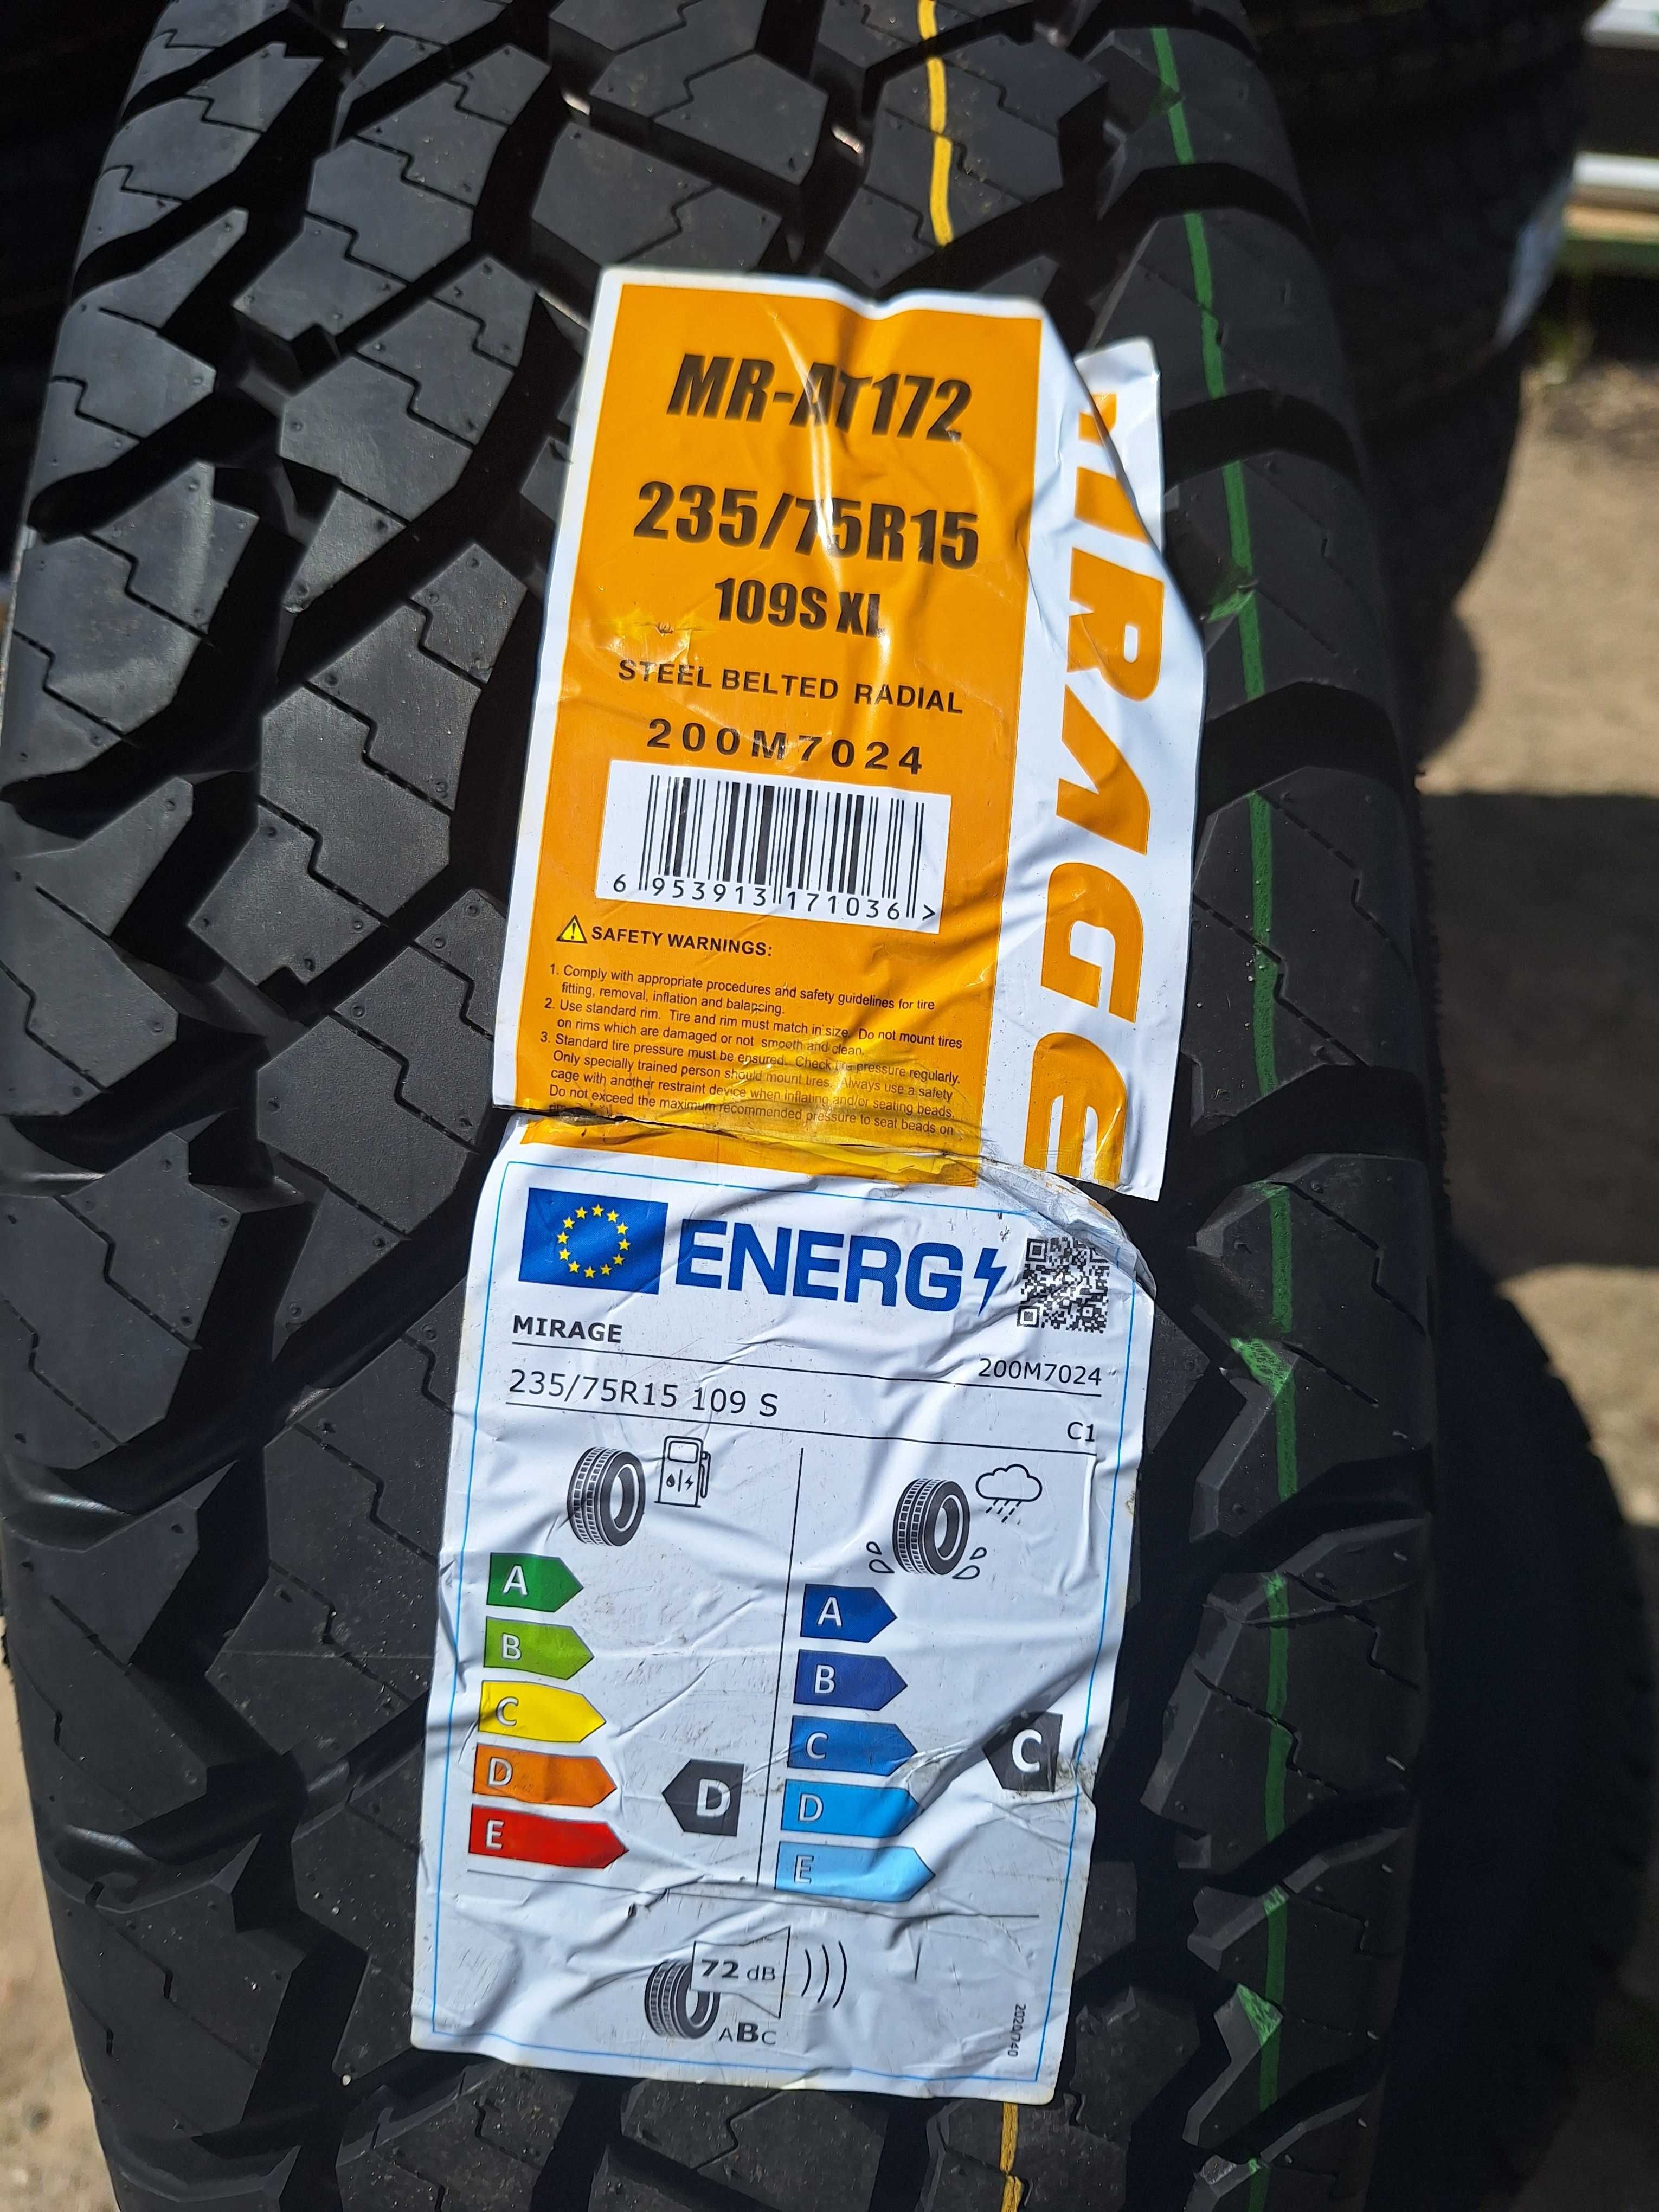 MR-AT172
235/75R15
109S XL
STEEL BELTED RADIAL
200M7024
6 953913 171036 >
SAFETY WARNINGS:
1. Comply with appropriate procedures and safety guidelines for tire
fitting, removal, inflation and balancing.
2. Use standard rim. Tire and rim must match in size. Do not mount tires
on rims which are damaged or not smooth and clean.
3. Standard tire pressure must be ensured. Check tire pressure regularly.
Only specially trained person should mount tires. Always use a safety
cage with another restraint device when inflating and/or seating beads.
Do not exceed the maximum recommended pressure to seat beads on
MIRAGE
ENERG
MIRAGE
200M7024
235/75R15 109 S
C1
A
B
C
D
E
D
A
B
C
D
E
C
72 dB
ABC
2020/740